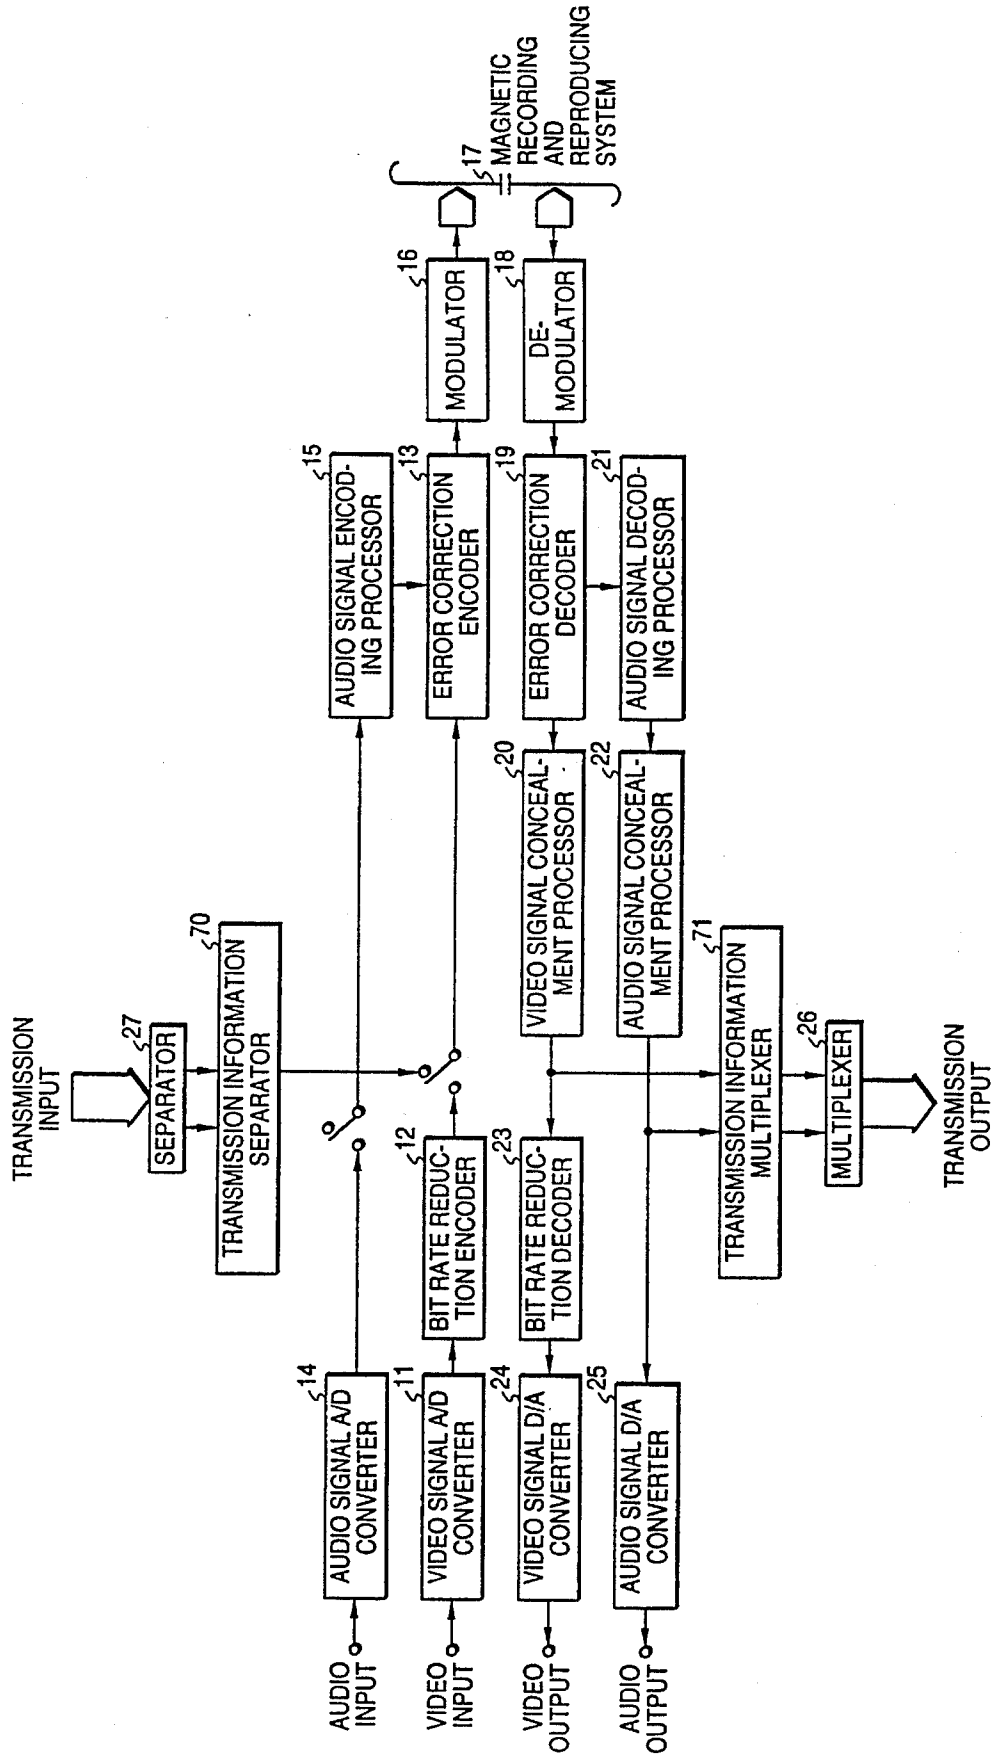 TRANSMISSION
INPUT
27
SEPARATOR
70
TRANSMISSION INFORMATION
SEPARATOR
AUDIO
INPUT
14
AUDIO SIGNAL A/D
CONVERTER
15
AUDIO SIGNAL ENCOD-
ING PROCESSOR
VIDEO
INPUT
11
VIDEO SIGNAL A/D
CONVERTER
12
BIT RATE REDUC-
TION ENCODER
13
ERROR CORRECTION
ENCODER
16
MODULATOR
17
MAGNETIC
RECORDING
AND
REPRODUCING
SYSTEM
VIDEO
OUTPUT
24
VIDEO SIGNAL D/A
CONVERTER
23
BIT RATE REDUC-
TION DECODER
20
VIDEO SIGNAL CONCEAL-
MENT PROCESSOR
19
ERROR CORRECTION
DECODER
18
DE-
MODULATOR
AUDIO
OUTPUT
25
AUDIO SIGNAL D/A
CONVERTER
22
AUDIO SIGNAL CONCEAL-
MENT PROCESSOR
21
AUDIO SIGNAL DECOD-
ING PROCESSOR
71
TRANSMISSION INFORMATION
MULTIPLEXER
26
MULTIPLEXER
TRANSMISSION
OUTPUT